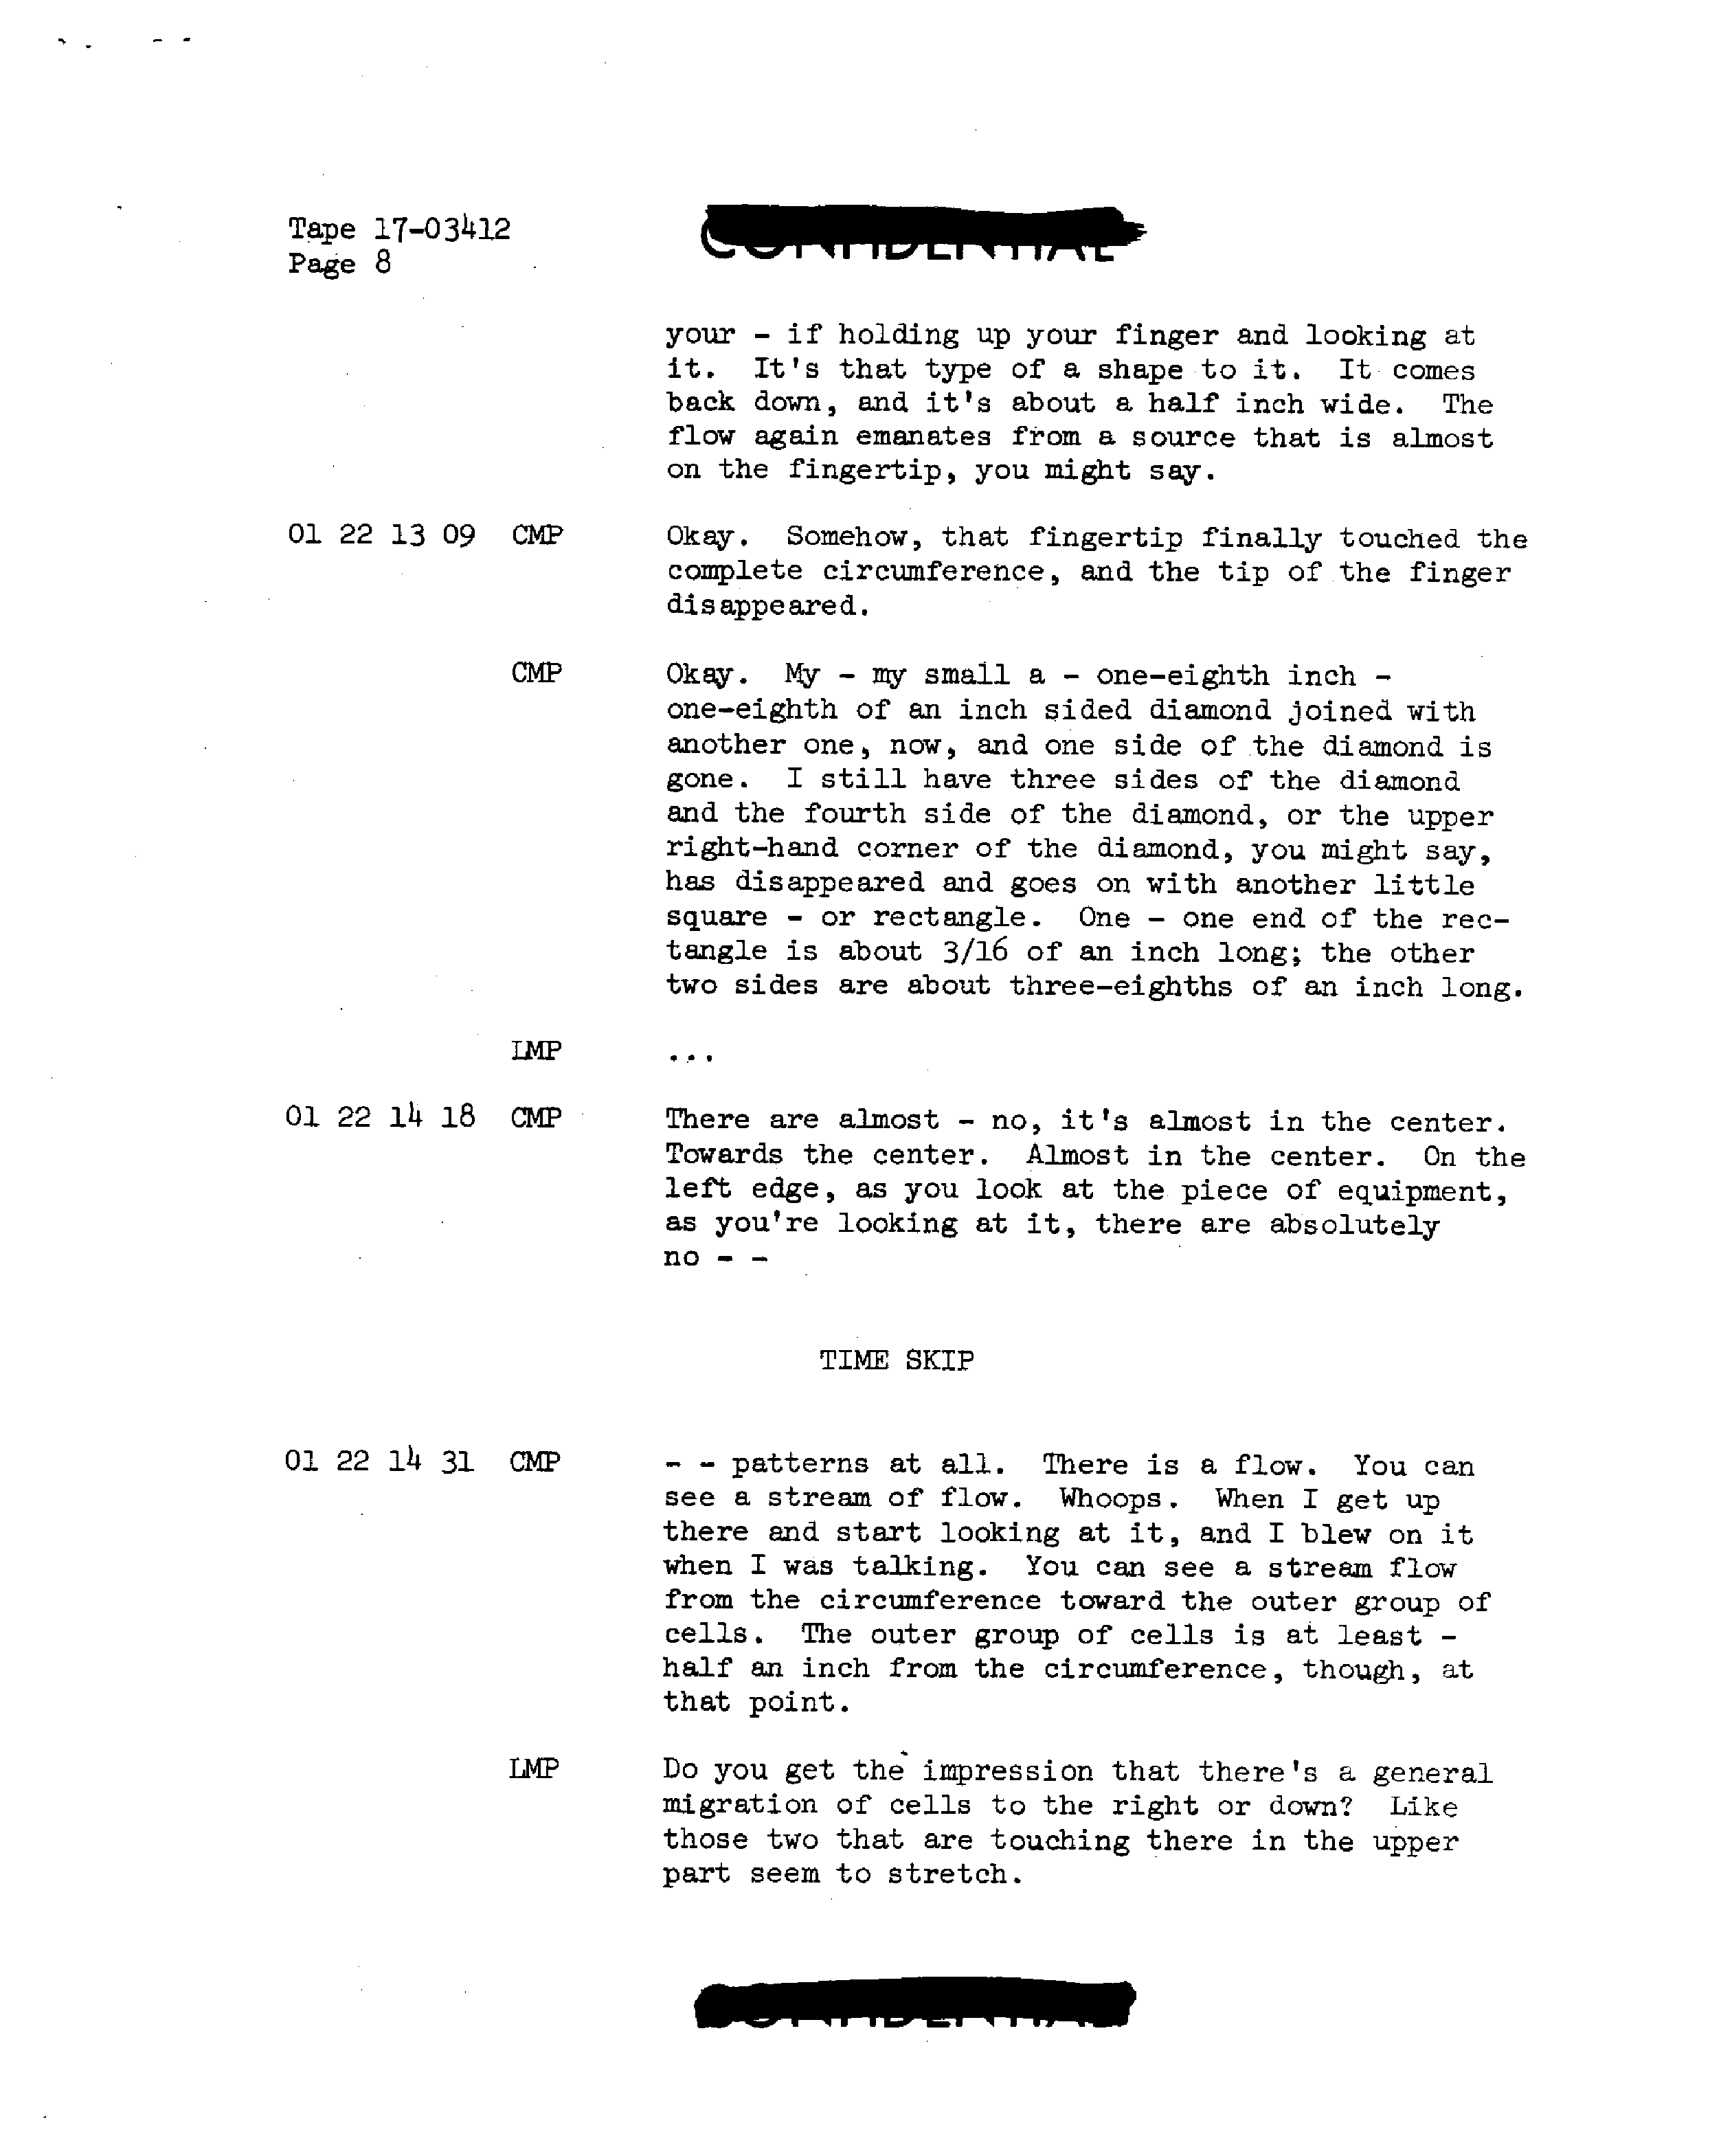 Tape 17-03412
Page 8
CONFIDENTIAL
your - if holding up your finger and looking at
it. It's that type of a shape to it. It comes
back down, and it's about a half inch wide. The
flow again emanates from a source that is almost
on the fingertip, you might say.
01 22 13 09 CMP Okay. Somehow, that fingertip finally touched the
complete circumference, and the tip of the finger
disappeared.
CMP Okay. My - my small a - one-eighth inch -
one-eighth of an inch sided diamond joined with
another one, now, and one side of the diamond is
gone. I still have three sides of the diamond
and the fourth side of the diamond, or the upper
right-hand corner of the diamond, you might say,
has disappeared and goes on with another little
square - or rectangle. One - one end of the rec-
tangle is about 3/16 of an inch long; the other
two sides are about three-eighths of an inch long.
LMP ...
01 22 14 18 CMP There are almost - no, it's almost in the center.
Towards the center. Almost in the center. On the
left edge, as you look at the piece of equipment,
as you're looking at it, there are absolutely
no - -
TIME SKIP
01 22 14 31 CMP - - patterns at all. There is a flow. You can
see a stream of flow. Whoops. When I get up
there and start looking at it, and I blew on it
when I was talking. You can see a stream flow
from the circumference toward the outer group of
cells. The outer group of cells is at least -
half an inch from the circumference, though, at
that point.
LMP Do you get the impression that there's a general
migration of cells to the right or down? Like
those two that are touching there in the upper
part seem to stretch.
CONFIDENTIAL